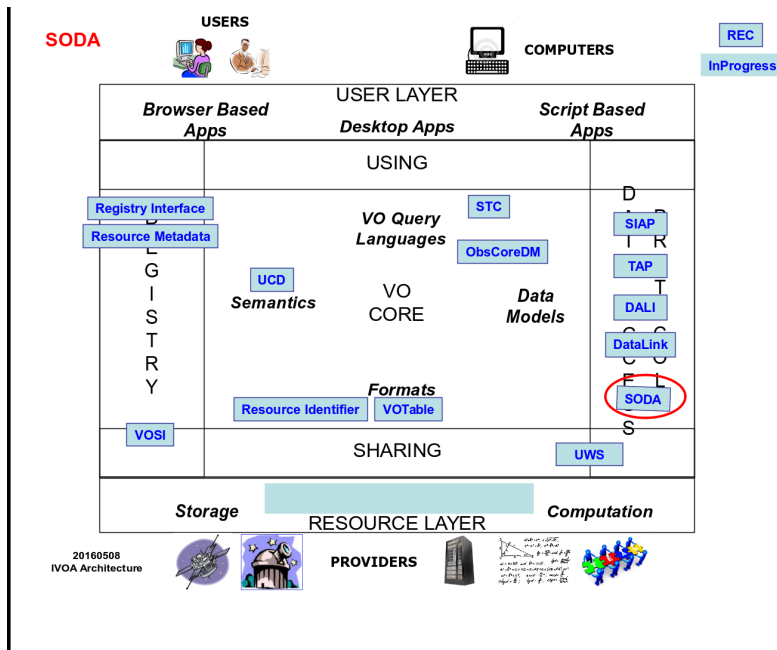 SODA
USERS
COMPUTERS
REC
InProgress
USER LAYER
Browser Based
Apps
Desktop Apps
Script Based
Apps
USING
Registry Interface
Resource Metadata
REGISTRY
VOSI
VO Query
Languages
STC
ObsCoreDM
UCD
Semantics
VO
CORE
Data
Models
Formats
Resource Identifier
VOTable
SIAP
TAP
DALI
DataLink
SODA
SHARING
UWS
Storage
Computation
RESOURCE LAYER
20160508
IVOA Architecture
PROVIDERS